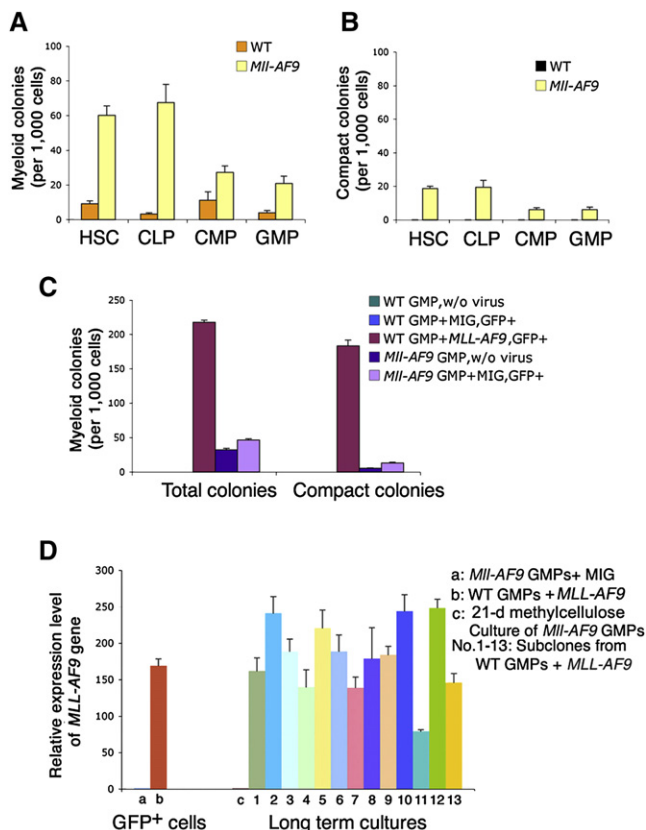 A
WT
Mll-AF9
Myeloid colonies
(per 1,000 cells)
100
80
60
40
20
0
HSC CLP CMP GMP
B
WT
Mll-AF9
Compact colonies
(per 1,000 cells)
100
80
60
40
20
0
HSC CLP CMP GMP
C
WT GMP,w/o virus
WT GMP+MIG,GFP+
WT GMP+MLL-AF9,GFP+
Mll-AF9 GMP,w/o virus
Mll-AF9 GMP+MIG,GFP+
Myeloid colonies
(per 1,000 cells)
250
200
150
100
50
0
Total colonies Compact colonies
D
a: Mll-AF9 GMPs+ MIG
b: WT GMPs + MLL-AF9
c: 21-d methylcellulose
Culture of Mll-AF9 GMPs
No.1-13: Subclones from
WT GMPs + MLL-AF9
Relative expression level
of MLL-AF9 gene
300
250
200
150
100
50
0
a b c 1 2 3 4 5 6 7 8 9 10 11 12 13
GFP+ cells Long term cultures